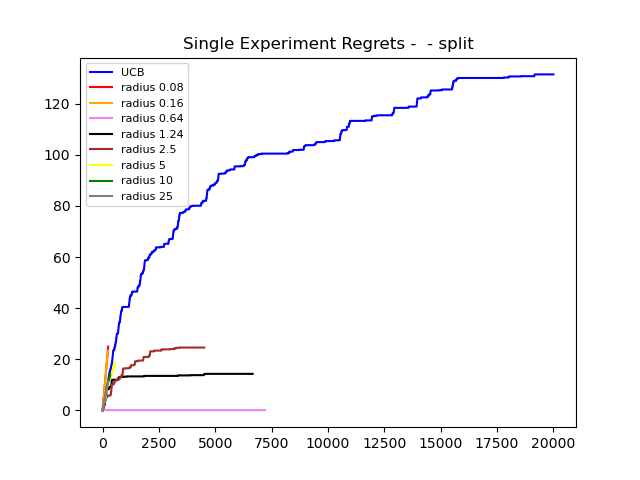 Single Experiment Regrets -  - split
UCB
radius 0.08
radius 0.16
radius 0.64
radius 1.24
radius 2.5
radius 5
radius 10
radius 25
120
100
80
60
40
20
0
0 2500 5000 7500 10000 12500 15000 17500 20000